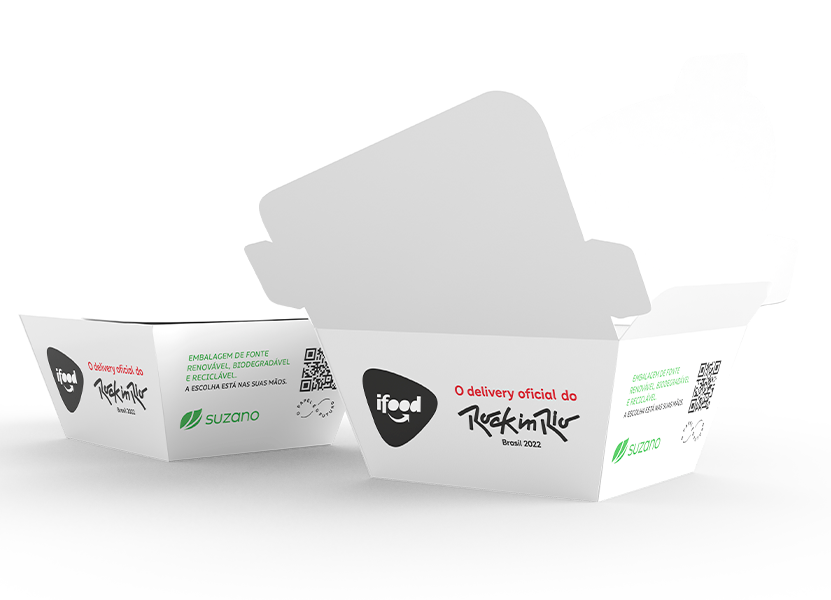 ifood
O delivery oficial do
Rock in Rio
Brasil 2022
EMBALAGEM DE FONTE
RENOVÁVEL, BIODEGRADÁVEL
E RECICLÁVEL.
A ESCOLHA ESTÁ NAS SUAS MÃOS.
suzano
O PAPEL É O FUTURO
ifood
O delivery oficial do
Rock in Rio
Brasil 2022
EMBALAGEM DE FONTE
RENOVÁVEL, BIODEGRADÁVEL
E RECICLÁVEL.
A ESCOLHA ESTÁ NAS SUAS MÃOS.
suzano